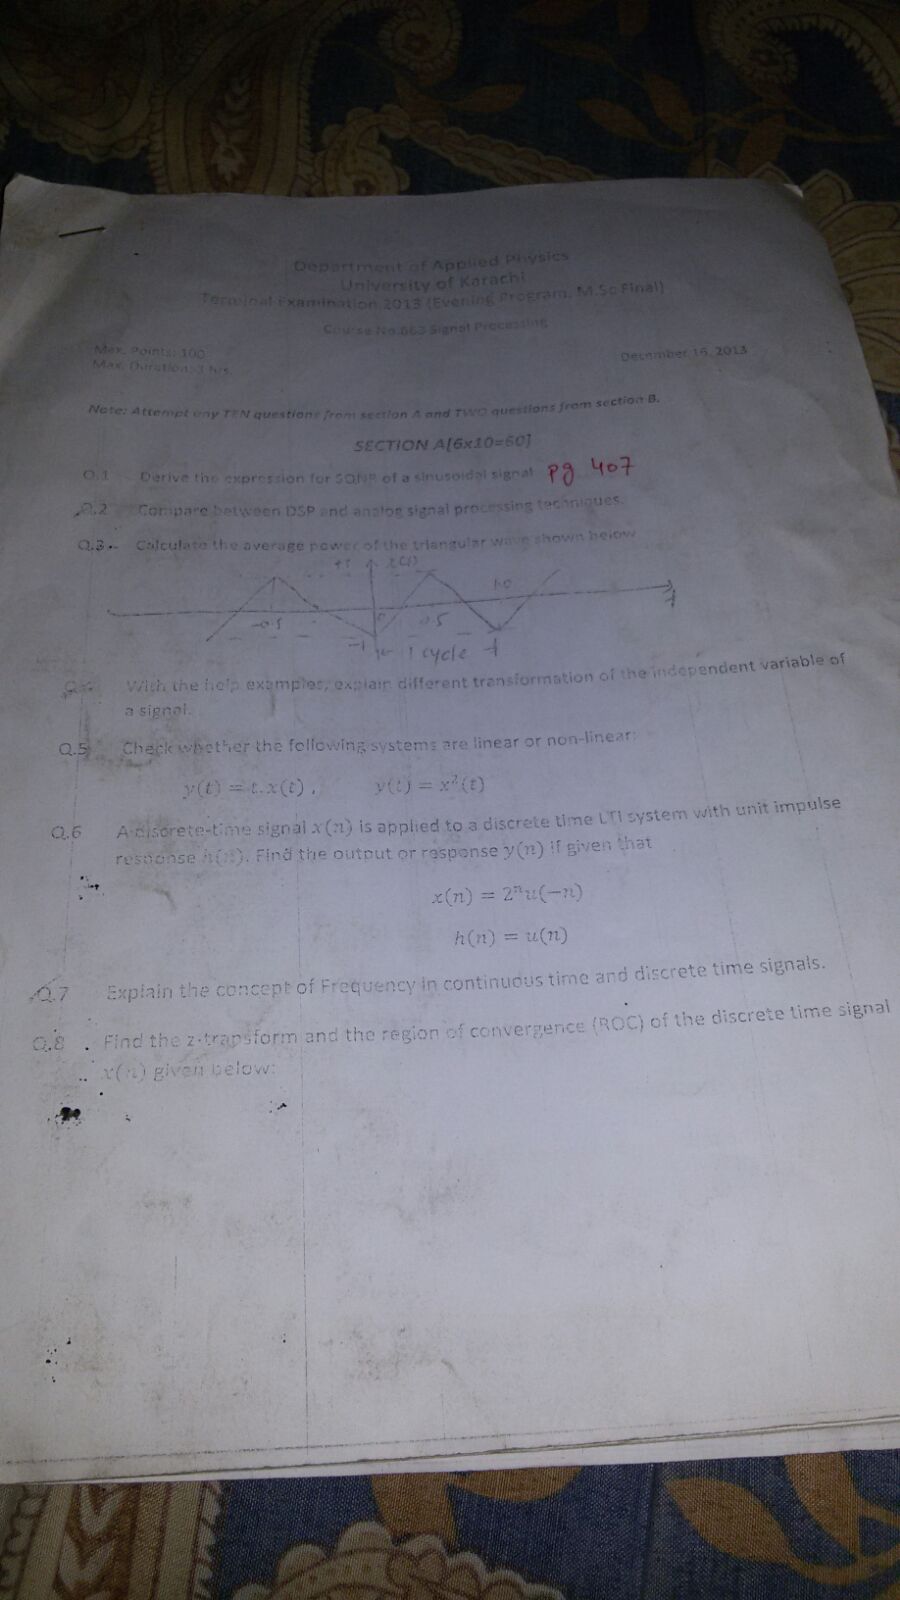 Department of Applied Physics
University of Karachi
Terminal Examination 2013 (Evening Program, M.Sc Final)
Course No.663 Signal Processing
Max. Points: 100
Decmber 16, 2013
Max. Duration: 3 hrs.
Note: Attempt any TEN questions from section A and TWO questions from section B.
SECTION A[6x10=60]
Q.1 Derive the expression for SQNR of a sinusoidal signal pg 407
Q.2 Compare between DSP and analog signal processing techniques.
Q.3 Calculate the average power of the triangular wave shown below
+1 x(t)
1.0
-0.5 0 0.5 t
-1 1 cycle
With the help examples, explain different transformation of the independent variable of
a signal.
Q.5 Check whether the following systems are linear or non-linear:
y(t) = t.x(t) , y(t) = x²(t)
Q.6 A discrete-time signal x(n) is applied to a discrete time LTI system with unit impulse
response h(n). Find the output or response y(n) if given that
x(n) = 2ⁿu(−n)
h(n) = u(n)
Q.7 Explain the concept of Frequency in continuous time and discrete time signals.
Q.8 Find the z-transform and the region of convergence (ROC) of the discrete time signal
x(n) given below: